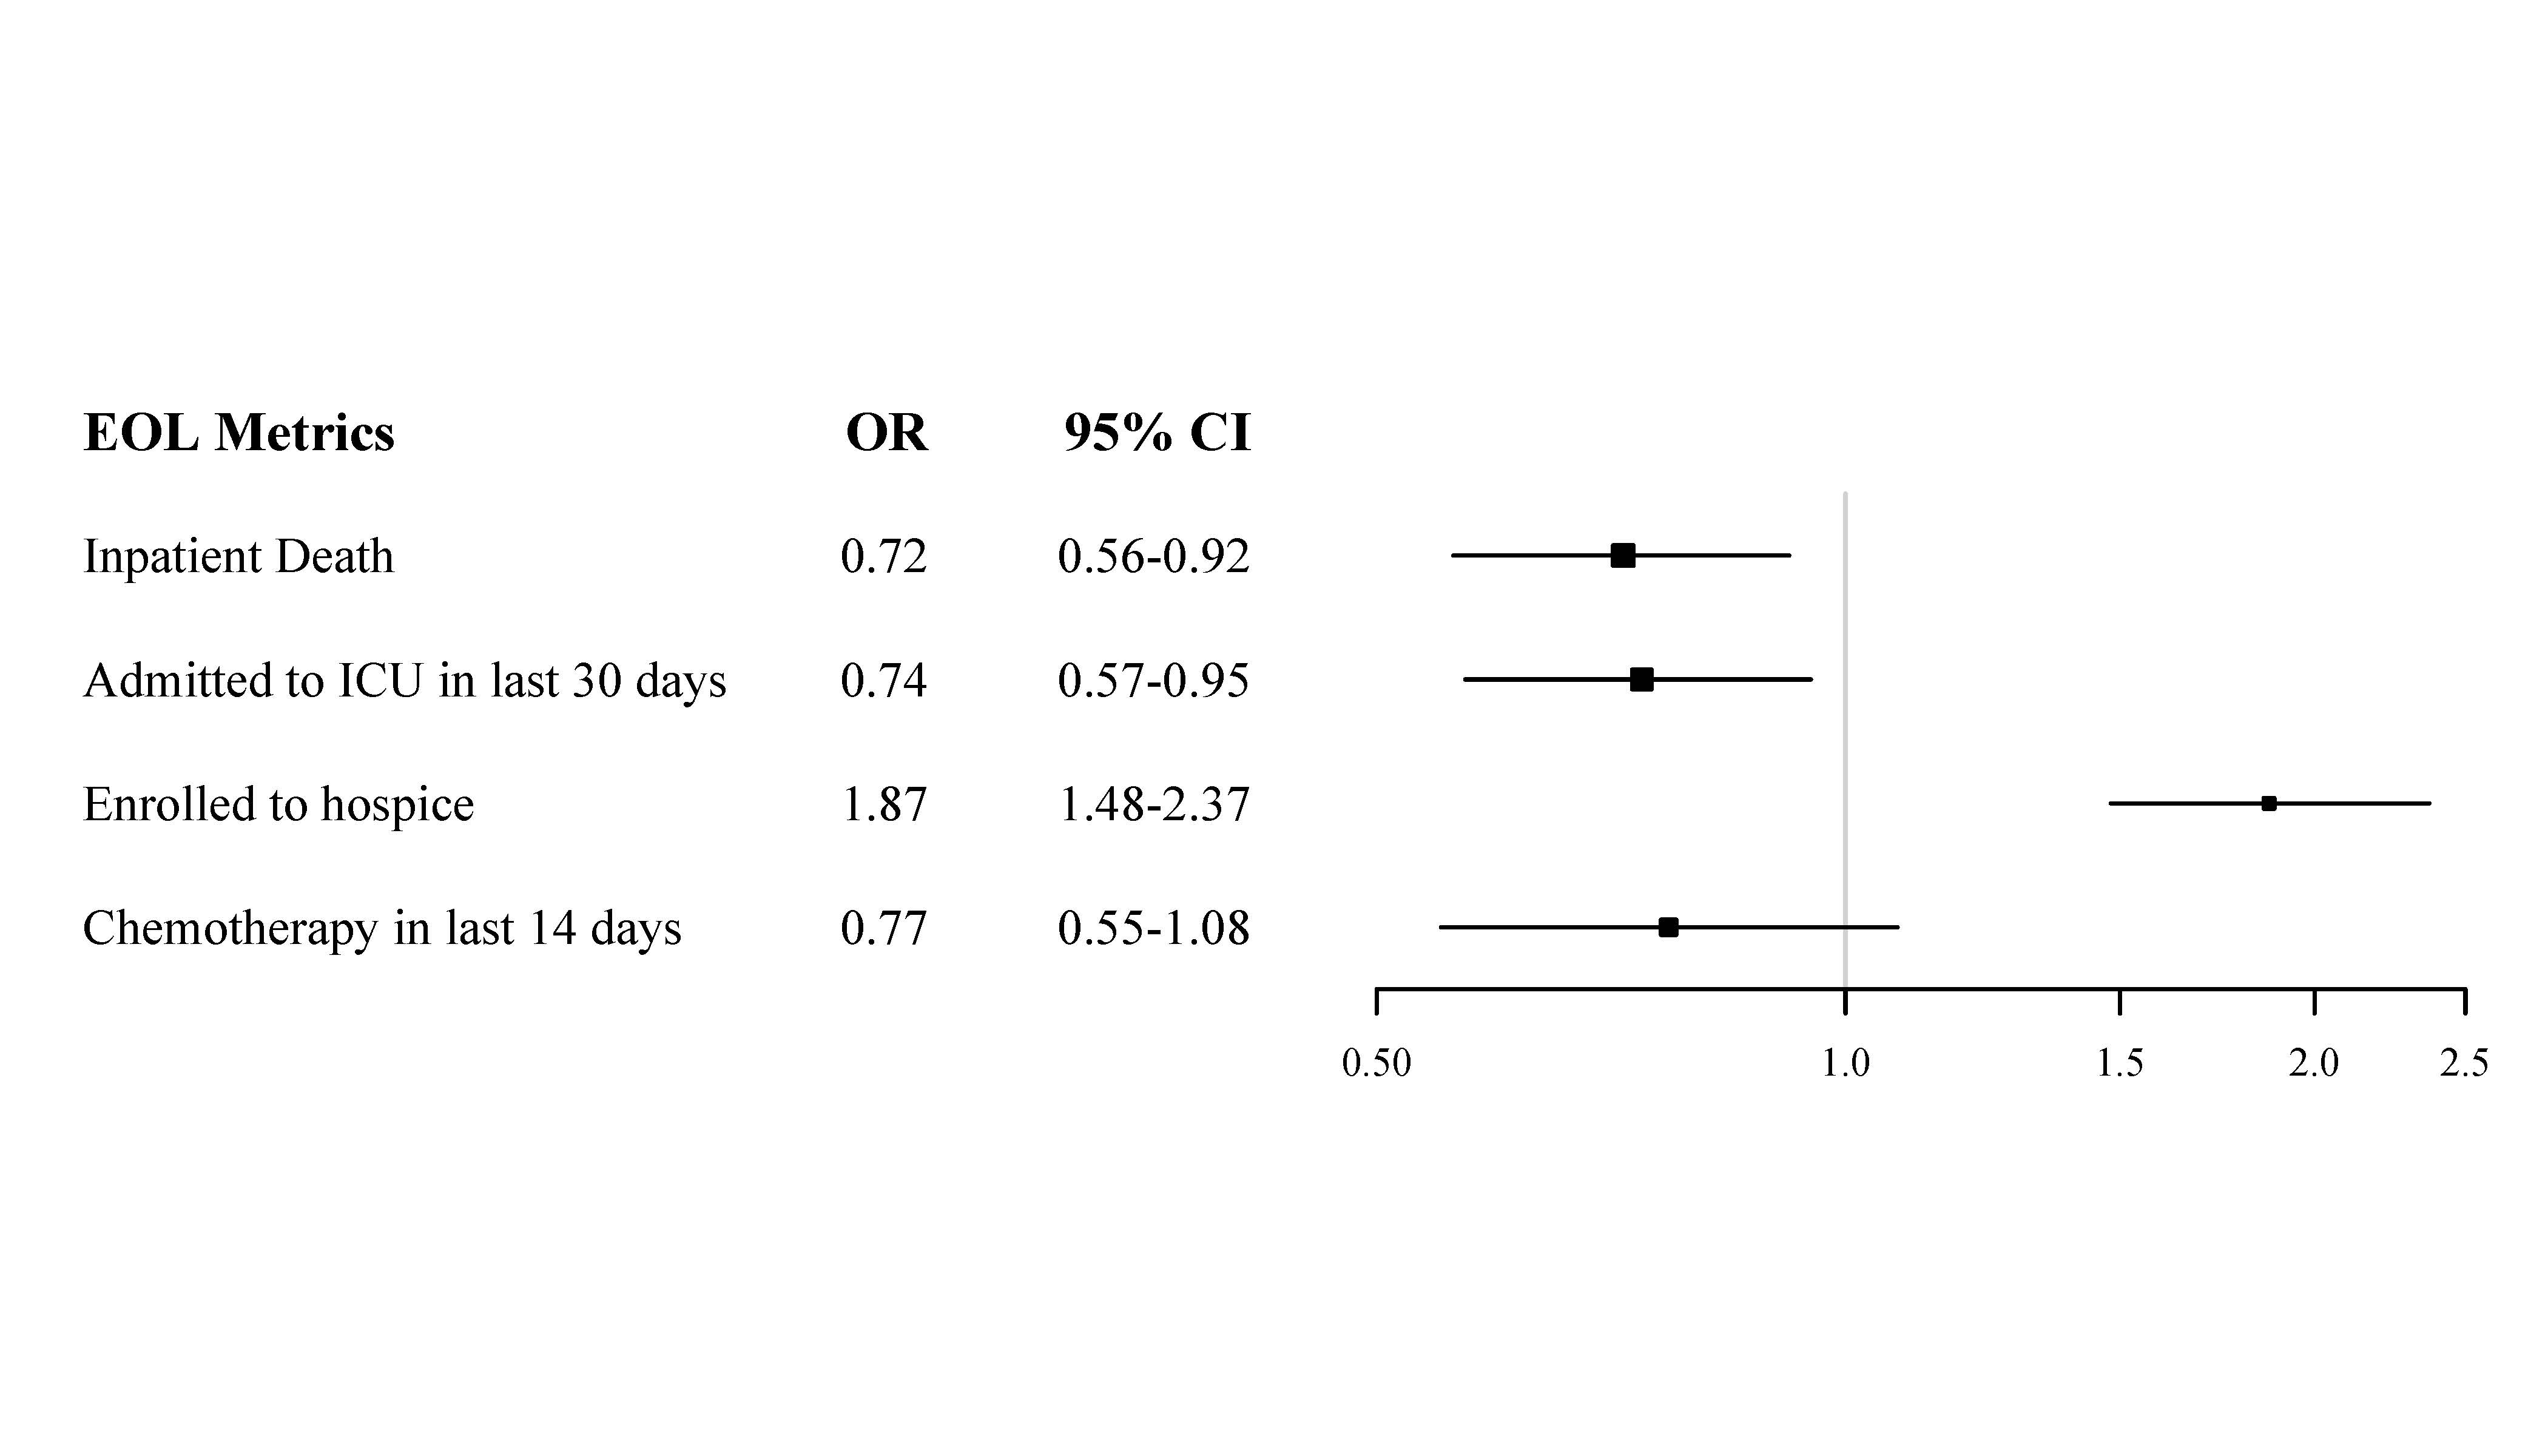 EOL Metrics OR 95% CI
Inpatient Death 0.72 0.56-0.92
Admitted to ICU in last 30 days 0.74 0.57-0.95
Enrolled to hospice 1.87 1.48-2.37
Chemotherapy in last 14 days 0.77 0.55-1.08
0.50 1.0 1.5 2.0 2.5